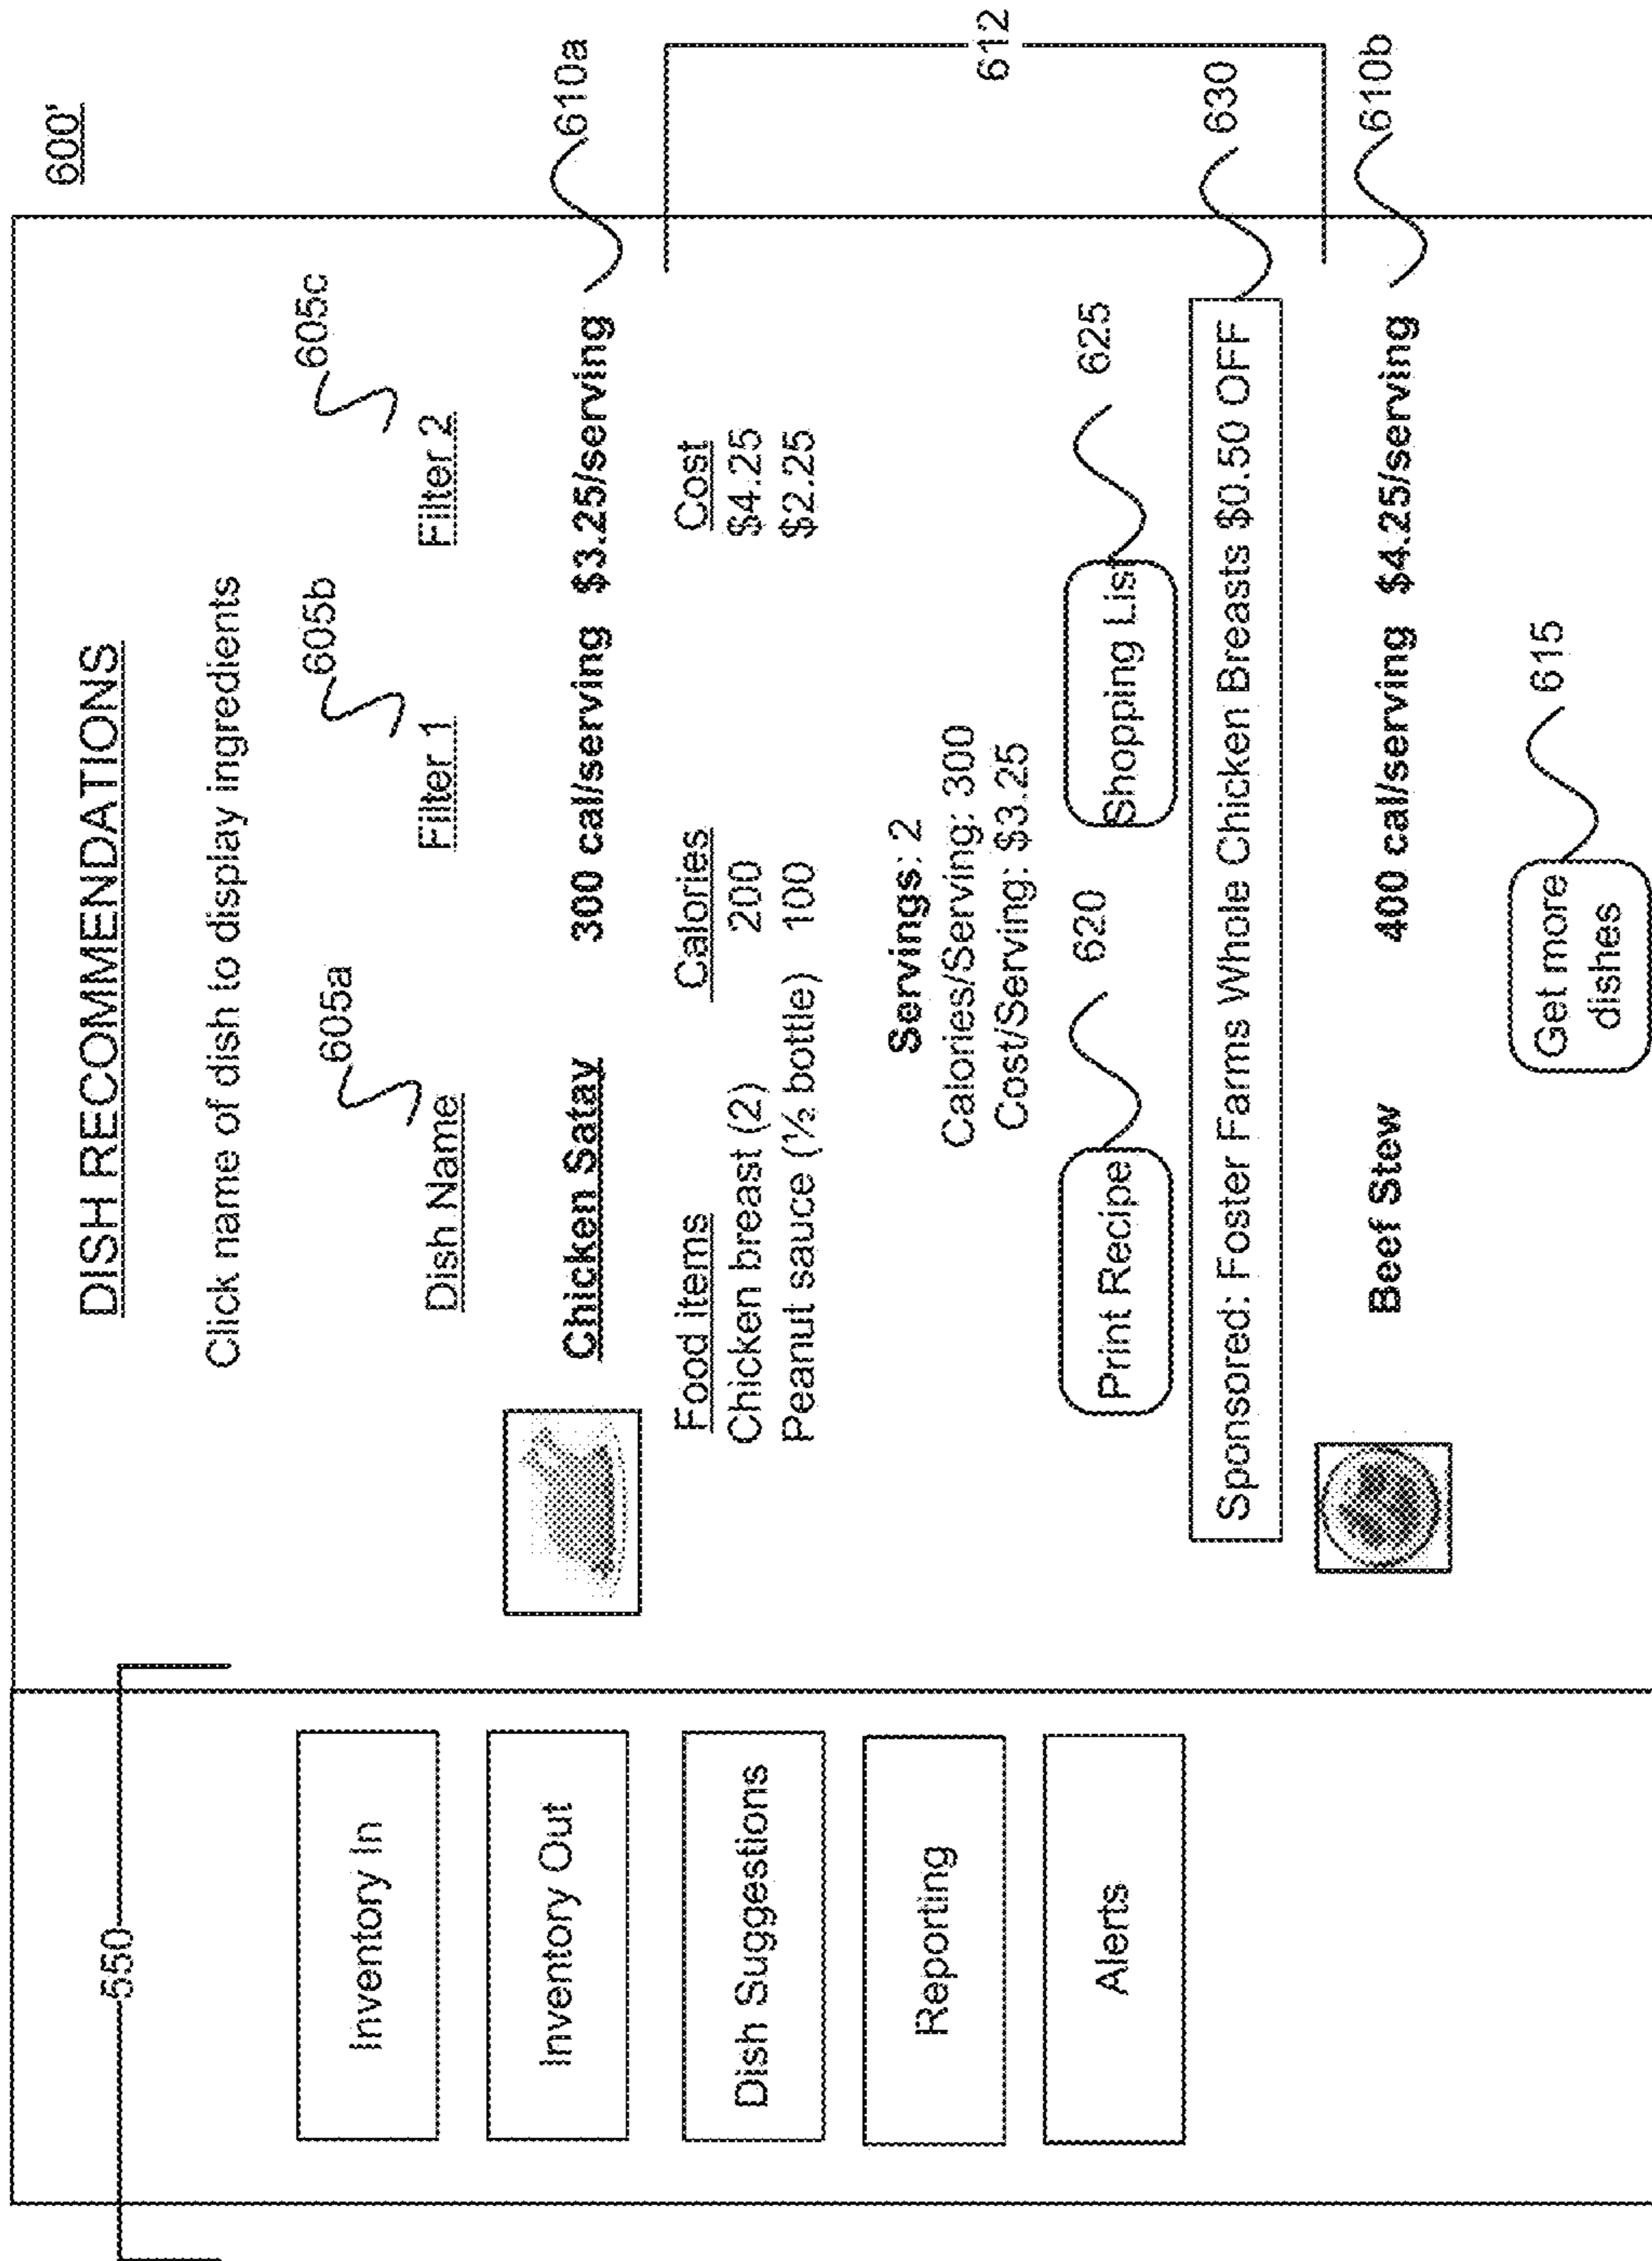 600'
550
DISH RECOMMENDATIONS
Click name of dish to display ingredients
605a
605b
605c
Dish Name Filter 1 Filter 2
Inventory In
Inventory Out
Dish Suggestions
Reporting
Alerts
Chicken Satay 300 cal/serving $3.25/serving
610a
Food items Calories Cost
Chicken breast (2) 200 $4.25
Peanut sauce (½ bottle) 100 $2.25
612
Servings: 2
Calories/Serving: 300
Cost/Serving: $3.25
620
625
Print Recipe Shopping List
630
Sponsored: Foster Farms Whole Chicken Breasts $0.50 OFF
Beef Stew 400 cal/serving $4.25/serving
610b
615
Get more
dishes